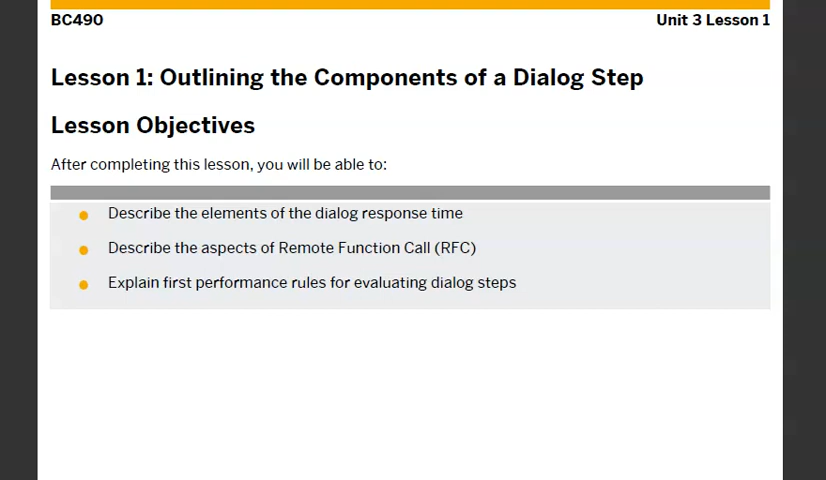 BC490 Unit 3 Lesson 1
Lesson 1: Outlining the Components of a Dialog Step
Lesson Objectives
After completing this lesson, you will be able to:
Describe the elements of the dialog response time
Describe the aspects of Remote Function Call (RFC)
Explain first performance rules for evaluating dialog steps